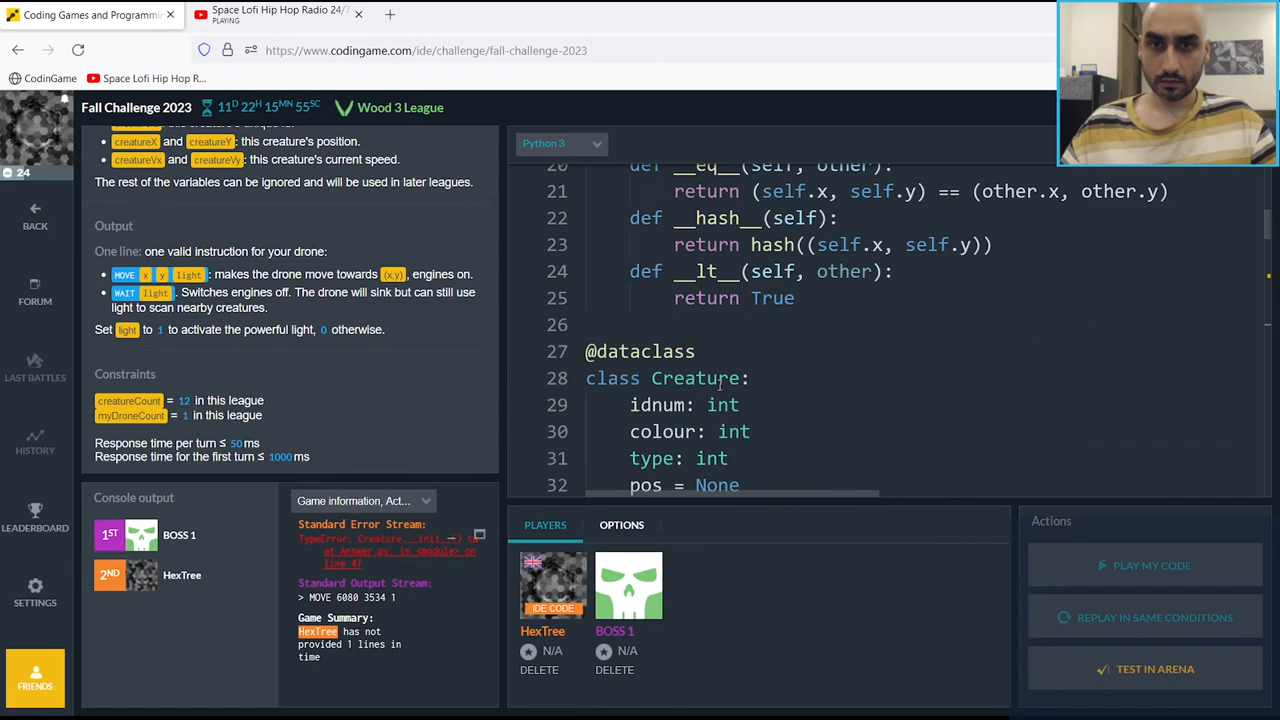 Coding Games and Programmi
Space Lofi Hip Hop Radio 24/7
PLAYING
https://www.codingame.com/ide/challenge/fall-challenge-2023
CodinGame
Space Lofi Hip Hop R...
Fall Challenge 2023
11D 22H 15MN 55SC
Wood 3 League
24
BACK
FORUM
LAST BATTLES
HISTORY
LEADERBOARD
SETTINGS
FRIENDS
creatureX and creatureY: this creature's position.
creatureVx and creatureVy: this creature's current speed.
The rest of the variables can be ignored and will be used in later leagues.
Output
One line: one valid instruction for your drone:
MOVE x y light: makes the drone move towards (x,y), engines on.
WAIT light. Switches engines off. The drone will sink but can still use
light to scan nearby creatures.
Set light to 1 to activate the powerful light, 0 otherwise.
Constraints
creatureCount = 12 in this league
myDroneCount = 1 in this league
Response time per turn ≤ 50 ms
Response time for the first turn ≤ 1000 ms
Python 3
20 def __eq__(self, other):
21 return (self.x, self.y) == (other.x, other.y)
22 def __hash__(self):
23 return hash((self.x, self.y))
24 def __lt__(self, other):
25 return True
26
27 @dataclass
28 class Creature:
29 idnum: int
30 colour: int
31 type: int
32 pos = None
Console output
1ST BOSS 1
2ND HexTree
Game information, Act...
Standard Error Stream:
TypeError: Creature.__init__() ta
at Answer.py. in <module> on
line 47
Standard Output Stream:
> MOVE 6080 3534 1
Game Summary:
HexTree has not
provided 1 lines in
time
PLAYERS
OPTIONS
IDE CODE
HexTree
N/A
DELETE
BOSS 1
N/A
DELETE
Actions
PLAY MY CODE
REPLAY IN SAME CONDITIONS
TEST IN ARENA